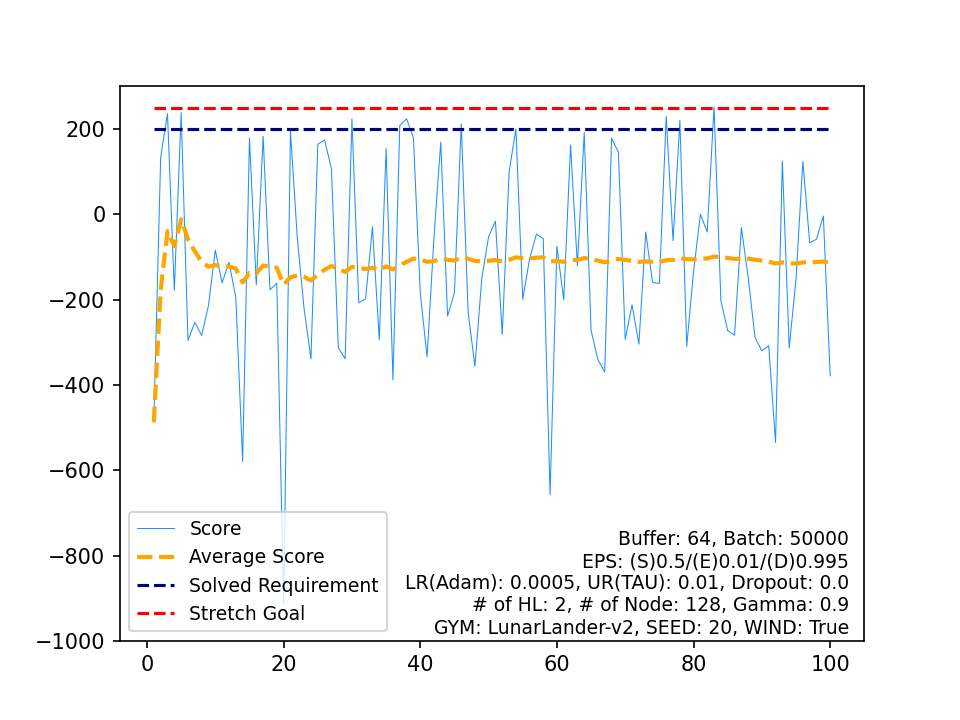 200
0
−200
−400
−600
−800
−1000
0 20 40 60 80 100
Score
Average Score
Solved Requirement
Stretch Goal
Buffer: 64, Batch: 50000
EPS: (S)0.5/(E)0.01/(D)0.995
LR(Adam): 0.0005, UR(TAU): 0.01, Dropout: 0.0
# of HL: 2, # of Node: 128, Gamma: 0.9
GYM: LunarLander-v2, SEED: 20, WIND: True